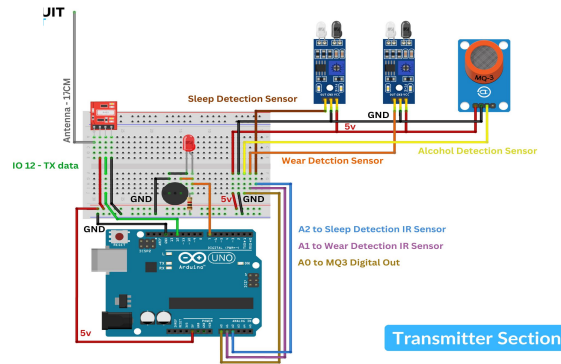 UIT
Antenna - 17CM
MQ-3
Sleep Detection Sensor
GND
5v
Alcohol Detection Sensor
Wear Detction Sensor
IO 12 - TX data
5v
GND
GND
A2 to Sleep Detection IR Sensor
A1 to Wear Detection IR Sensor
A0 to MQ3 Digital Out
UNO
Arduino
5v
Transmitter Section